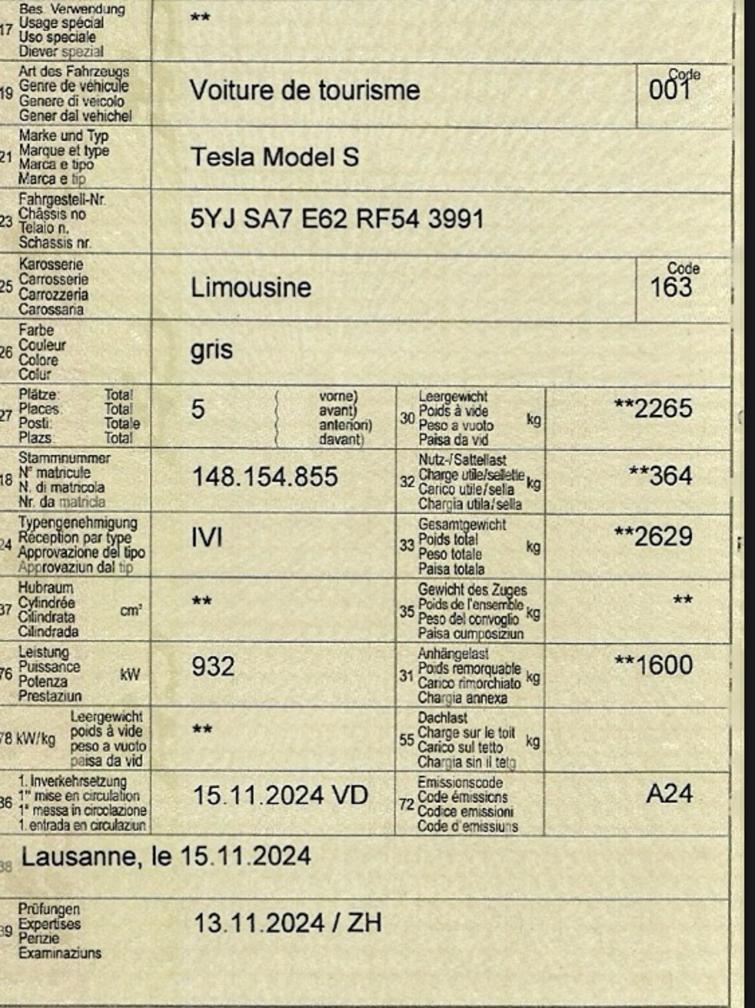 17 Bes. Verwendung
Usage spécial
Uso speciale
Diever spezial
**
19 Art des Fahrzeugs
Genre de véhicule
Genere di veicolo
Gener dal vehichel
Voiture de tourisme
Code
001
21 Marke und Typ
Marque et type
Marca e tipo
Marca e tip
Tesla Model S
23 Fahrgestell-Nr.
Châssis no
Telaio n.
Schassis nr.
5YJ SA7 E62 RF54 3991
25 Karosserie
Carrosserie
Carrozzeria
Carossaria
Limousine
Code
163
26 Farbe
Couleur
Colore
Colur
gris
27 Plätze: Total
Places: Total
Posti: Totale
Plazs: Total
5
( vorne)
avant)
anteriori)
( davant)
30 Leergewicht
Poids à vide
Peso a vuoto
Paisa da vid
kg
**2265
18 Stammnummer
N° matricule
N. di matricola
Nr. da matricla
148.154.855
32 Nutz-/Sattellast
Charge utile/sellette
Carico utile/sella
Chargia utila/sella
kg
**364
24 Typengenehmigung
Réception par type
Approvazione del tipo
Approvaziun dal tip
IVI
33 Gesamtgewicht
Poids total
Peso totale
Paisa totala
kg
**2629
37 Hubraum
Cylindrée
Cilindrata
Cilindrada
cm³
**
35 Gewicht des Zuges
Poids de l'ensemble
Peso del convoglio
Paisa cumposiziun
kg
**
76 Leistung
Puissance
Potenza
Prestaziun
kW
932
31 Anhängelast
Poids remorquable
Carico rimorchiato
Chargia annexa
kg
**1600
78 kW/kg
Leergewicht
poids à vide
peso a vuoto
paisa da vid
**
55 Dachlast
Charge sur le toit
Carico sul tetto
Chargia sin il tetg
kg
36 1. Inverkehrsetzung
1re mise en circulation
1a messa in circolazione
1. entrada en circulaziun
15.11.2024 VD
72 Emissionscode
Code émissions
Codice emissioni
Code d'emissiuns
A24
38 Lausanne, le 15.11.2024
39 Prüfungen
Expertises
Perizie
Examinaziuns
13.11.2024 / ZH